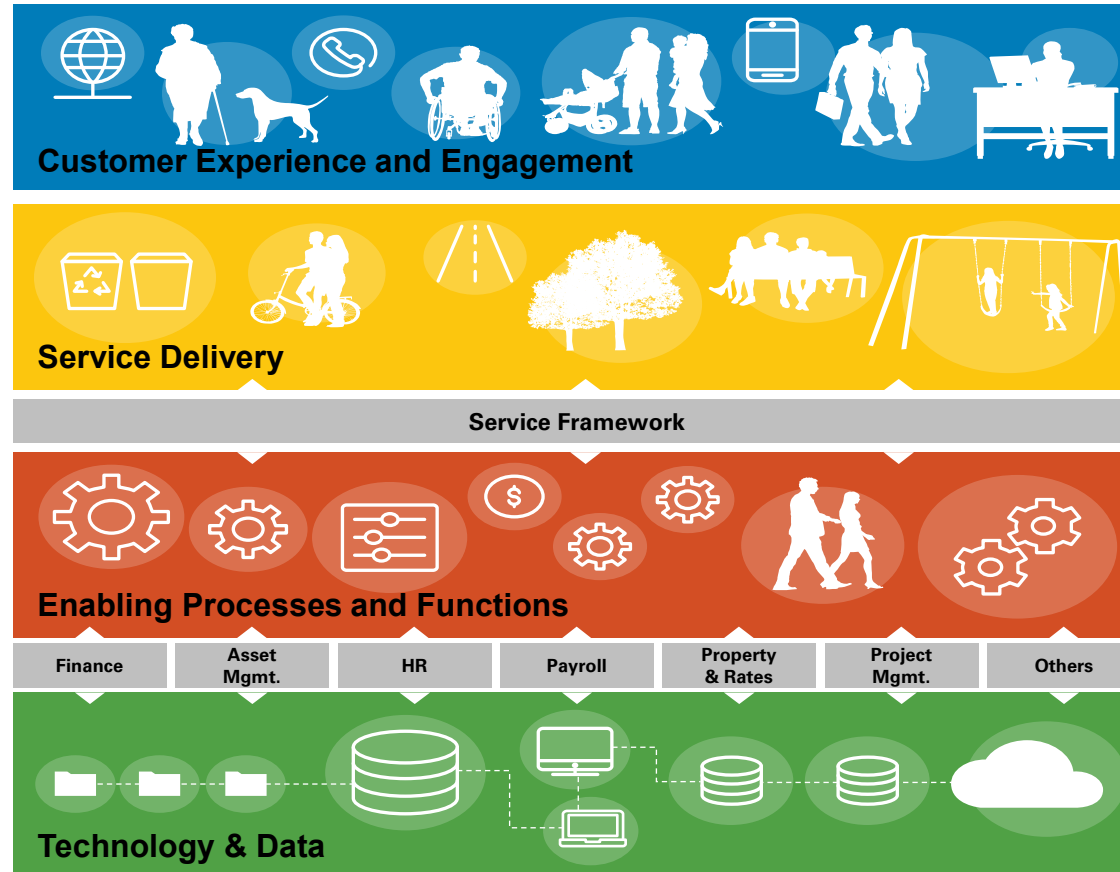 Customer Experience and Engagement
Service Delivery
Service Framework
$
Enabling Processes and Functions
Finance
Asset
Mgmt.
HR
Payroll
Property
& Rates
Project
Mgmt.
Others
Technology & Data